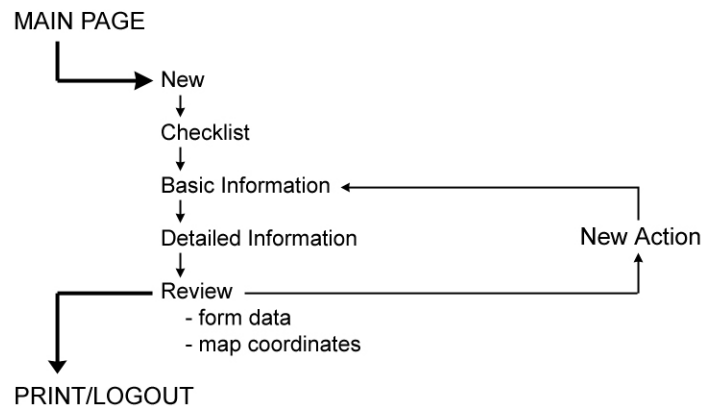 MAIN PAGE
New
Checklist
Basic Information
Detailed Information
New Action
Review
- form data
- map coordinates
PRINT/LOGOUT